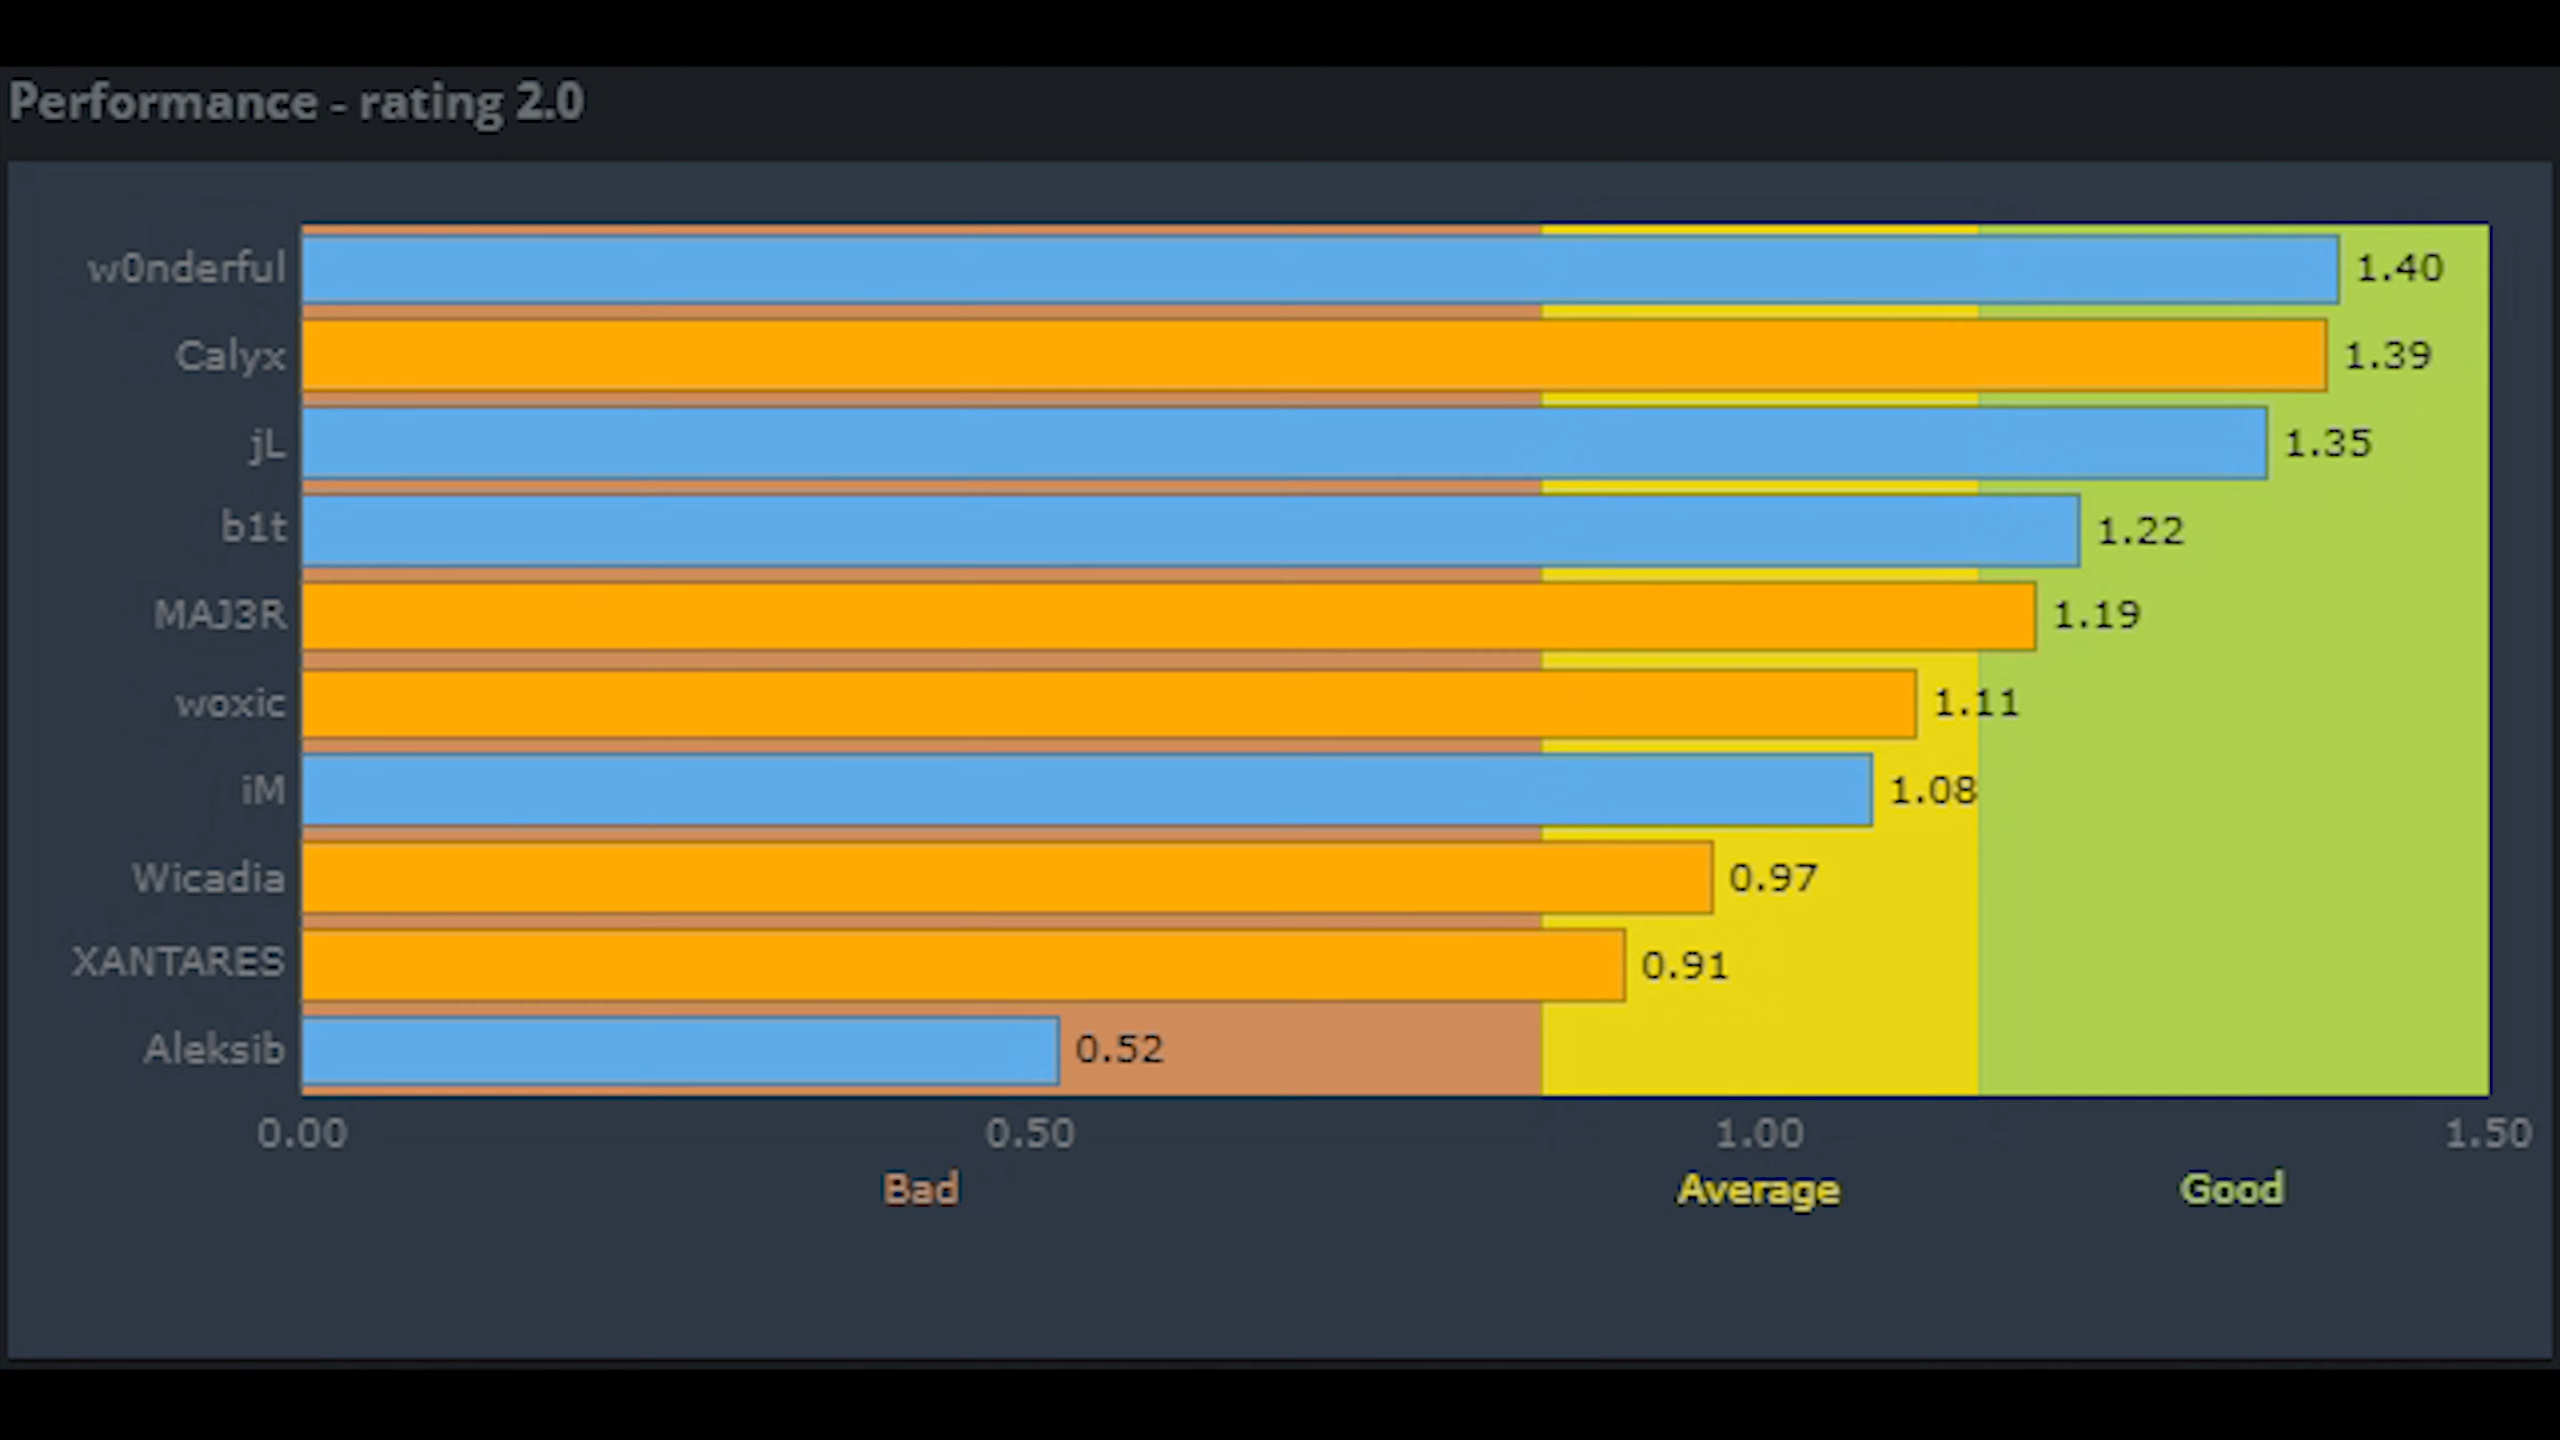 Performance - rating 2.0
w0nderful 1.40
Calyx 1.39
jL 1.35
b1t 1.22
MAJ3R 1.19
woxic 1.11
iM 1.08
Wicadia 0.97
XANTARES 0.91
Aleksib 0.52
0.00 0.50 1.00 1.50
Bad Average Good